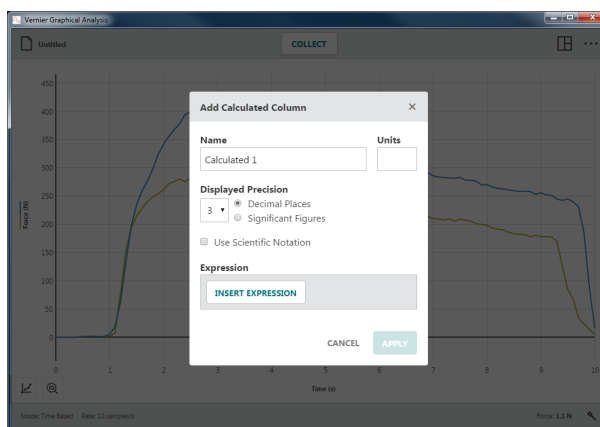 Vernier Graphical Analysis
Untitled
COLLECT
Add Calculated Column
Name
Units
Calculated 1
Displayed Precision
3
Decimal Places
Significant Figures
Use Scientific Notation
Expression
INSERT EXPRESSION
CANCEL
APPLY
Force (N)
450
400
350
300
250
200
150
100
50
0
0 1 2 3 4 5 6 7 8 9 10
Time (s)
Mode: Time Based Rate: 10 samples/s
Force: 1.1 N